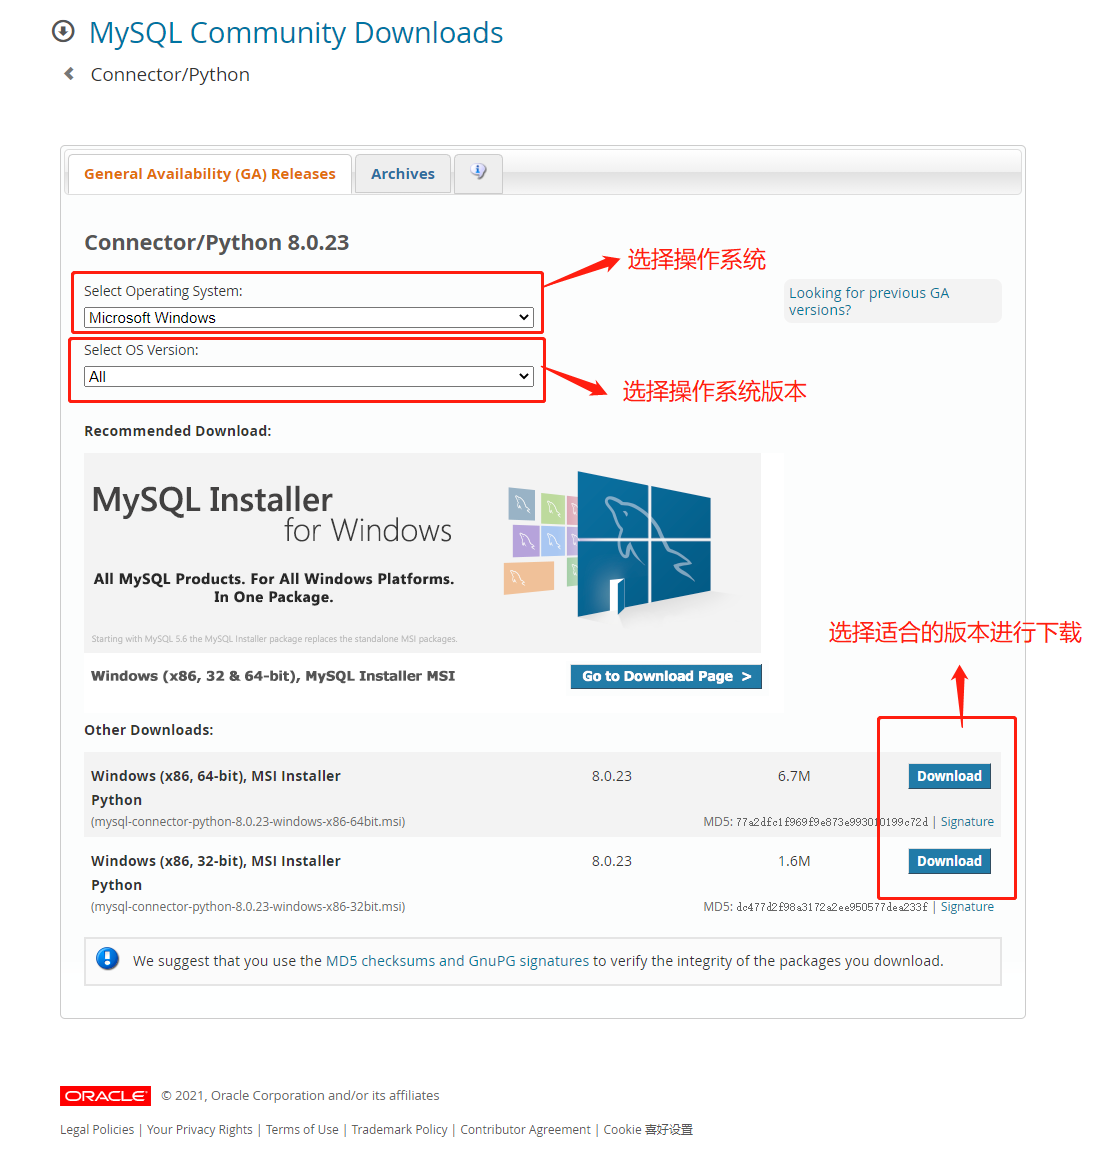 MySQL Community Downloads
Connector/Python
General Availability (GA) Releases
Archives
Connector/Python 8.0.23
选择操作系统
Select Operating System:
Looking for previous GA
versions?
Microsoft Windows
Select OS Version:
All
选择操作系统版本
Recommended Download:
MySQL Installer
for Windows
All MySQL Products. For All Windows Platforms.
In One Package.
Starting with MySQL 5.6 the MySQL Installer package replaces the standalone MSI packages.
选择适合的版本进行下载
Windows (x86, 32 & 64-bit), MySQL Installer MSI
Go to Download Page >
Other Downloads:
Windows (x86, 64-bit), MSI Installer 8.0.23 6.7M Download
Python
(mysql-connector-python-8.0.23-windows-x86-64bit.msi) MD5: 77a2dfc1f969f9e873e993010199c72d | Signature
Windows (x86, 32-bit), MSI Installer 8.0.23 1.6M Download
Python
(mysql-connector-python-8.0.23-windows-x86-32bit.msi) MD5: dc477d2f98a3172a2ee950577dea233f | Signature
We suggest that you use the MD5 checksums and GnuPG signatures to verify the integrity of the packages you download.
ORACLE © 2021, Oracle Corporation and/or its affiliates
Legal Policies | Your Privacy Rights | Terms of Use | Trademark Policy | Contributor Agreement | Cookie 喜好设置